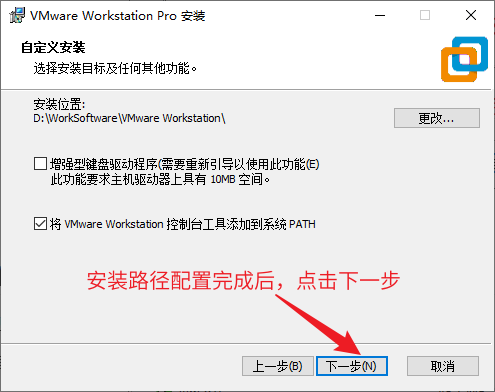 VMware Workstation Pro 安装
自定义安装
选择安装目标及任何其他功能。
安装位置:
D:\WorkSoftware\VMware Workstation\
更改...
增强型键盘驱动程序(需要重新引导以使用此功能(E)
此功能要求主机驱动器上具有 10MB 空间。
将 VMware Workstation 控制台工具添加到系统 PATH
安装路径配置完成后，点击下一步
上一步(B)
下一步(N)
取消